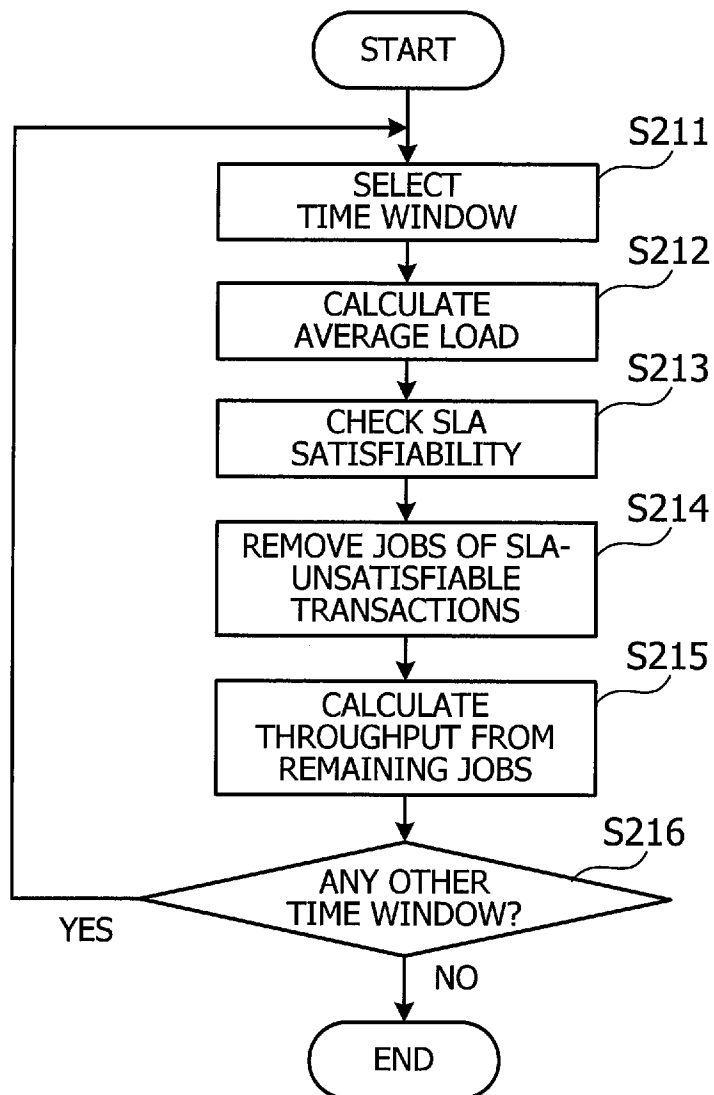 START
S211
SELECT
TIME WINDOW
S212
CALCULATE
AVERAGE LOAD
S213
CHECK SLA
SATISFIABILITY
S214
REMOVE JOBS OF SLA-
UNSATISFIABLE
TRANSACTIONS
S215
CALCULATE
THROUGHPUT FROM
REMAINING JOBS
S216
ANY OTHER
TIME WINDOW?
YES
NO
END